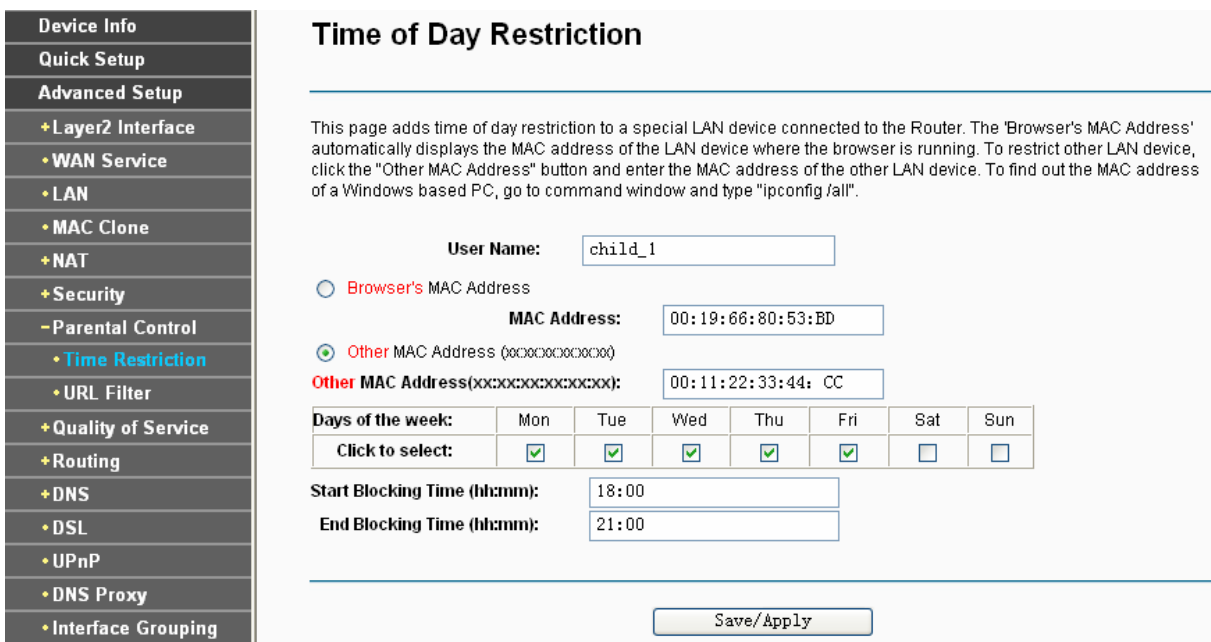 Device Info
Quick Setup
Advanced Setup
+Layer2 Interface
•WAN Service
•LAN
•MAC Clone
+NAT
+Security
−Parental Control
•Time Restriction
•URL Filter
+Quality of Service
+Routing
+DNS
•DSL
•UPnP
•DNS Proxy
•Interface Grouping
Time of Day Restriction
This page adds time of day restriction to a special LAN device connected to the Router. The 'Browser's MAC Address'
automatically displays the MAC address of the LAN device where the browser is running. To restrict other LAN device,
click the "Other MAC Address" button and enter the MAC address of the other LAN device. To find out the MAC address
of a Windows based PC, go to command window and type "ipconfig /all".
User Name: child_1
Browser's MAC Address
MAC Address: 00:19:66:80:53:BD
Other MAC Address (xx:xx:xx:xx:xx:xx)
Other MAC Address(xx:xx:xx:xx:xx:xx): 00:11:22:33:44: CC
Days of the week: Mon Tue Wed Thu Fri Sat Sun
Click to select:
Start Blocking Time (hh:mm): 18:00
End Blocking Time (hh:mm): 21:00
Save/Apply